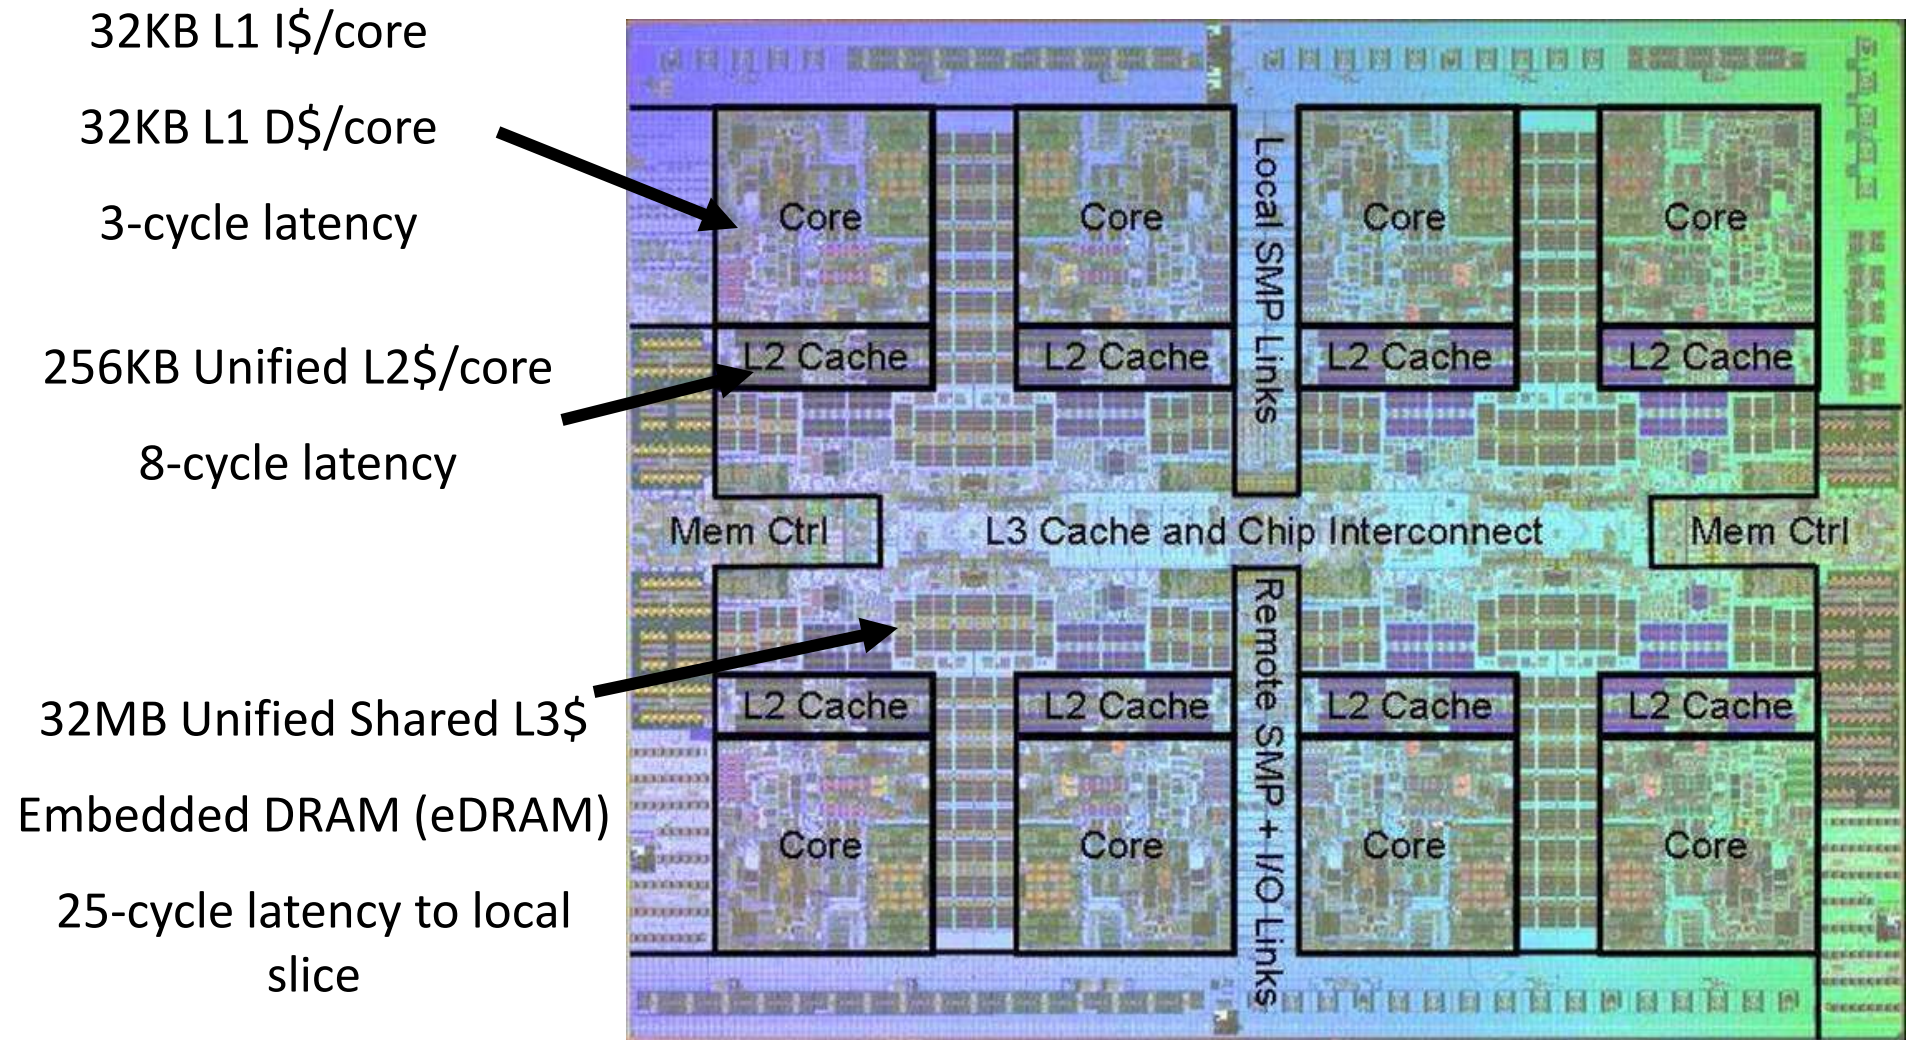 32KB L1 I$/core
32KB L1 D$/core
3-cycle latency
256KB Unified L2$/core
8-cycle latency
32MB Unified Shared L3$
Embedded DRAM (eDRAM)
25-cycle latency to local
slice
Core
Core
Core
Core
Local SMP Links
L2 Cache
L2 Cache
L2 Cache
L2 Cache
Mem Ctrl
L3 Cache and Chip Interconnect
Mem Ctrl
Remote SMP + I/O Links
L2 Cache
L2 Cache
L2 Cache
L2 Cache
Core
Core
Core
Core